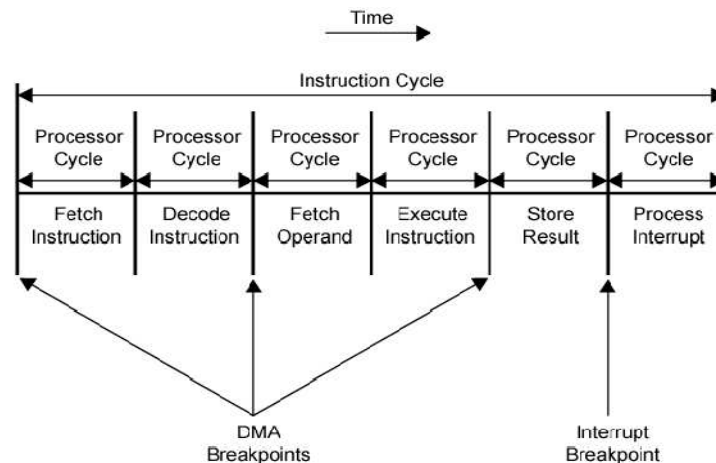 Time
Instruction Cycle
Processor Processor Processor Processor Processor Processor
Cycle Cycle Cycle Cycle Cycle Cycle
Fetch Decode Fetch Execute Store Process
Instruction Instruction Operand Instruction Result Interrupt
DMA Interrupt
Breakpoints Breakpoint